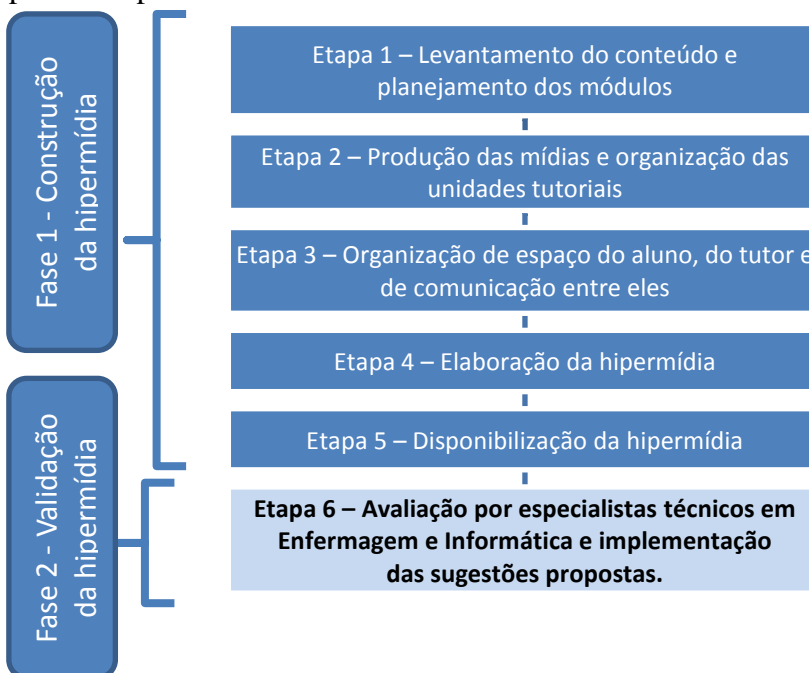 Fase 1 - Construção
da hipermídia
Etapa 1 – Levantamento do conteúdo e
planejamento dos módulos
Etapa 2 – Produção das mídias e organização das
unidades tutoriais
Etapa 3 – Organização de espaço do aluno, do tutor e
de comunicação entre eles
Etapa 4 – Elaboração da hipermídia
Etapa 5 – Disponibilização da hipermídia
Fase 2 - Validação
da hipermídia
Etapa 6 – Avaliação por especialistas técnicos em
Enfermagem e Informática e implementação
das sugestões propostas.